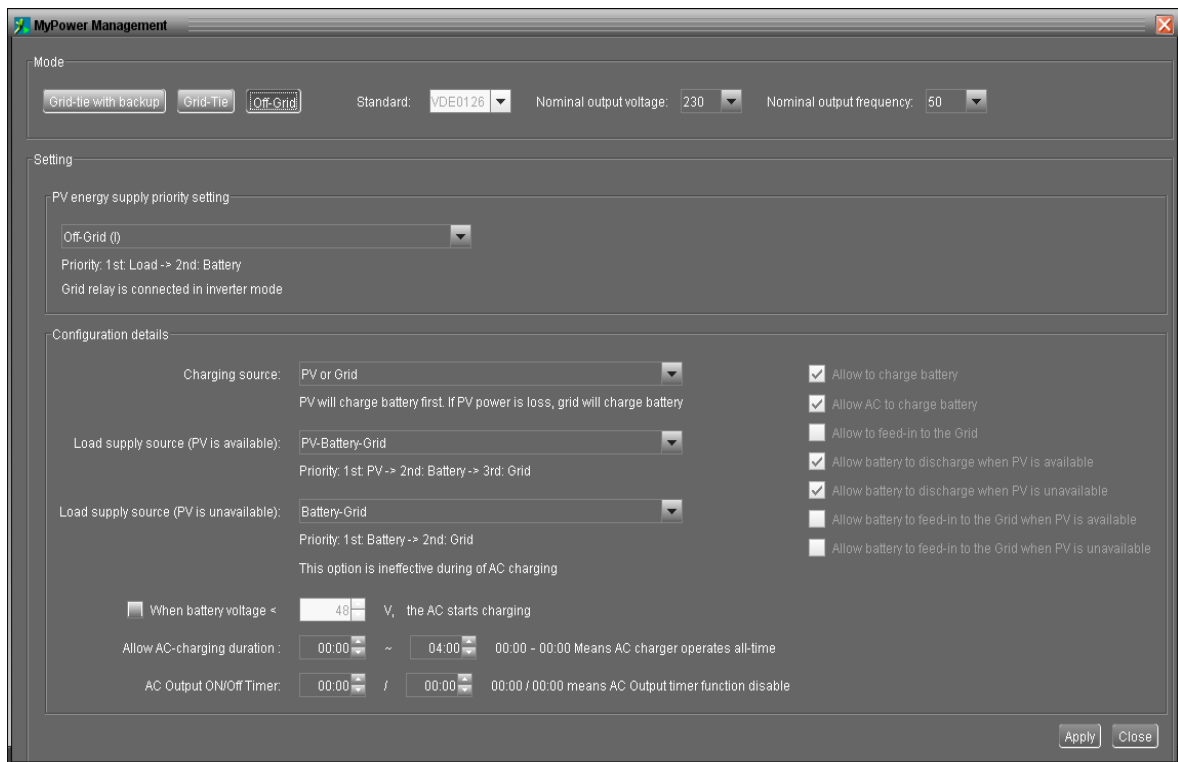 MyPower Management
Mode
Grid-tie with backup Grid-Tie Off-Grid Standard: VDE0126 Nominal output voltage: 230 Nominal output frequency: 50
Setting
PV energy supply priority setting
Off-Grid (I)
Priority: 1st: Load -> 2nd: Battery
Grid relay is connected in inverter mode
Configuration details
Charging source: PV or Grid
PV will charge battery first. If PV power is loss, grid will charge battery
Load supply source (PV is available): PV-Battery-Grid
Priority: 1st: PV -> 2nd: Battery -> 3rd: Grid
Load supply source (PV is unavailable): Battery-Grid
Priority: 1st: Battery -> 2nd: Grid
This option is ineffective during of AC charging
Allow to charge battery
Allow AC to charge battery
Allow to feed-in to the Grid
Allow battery to discharge when PV is available
Allow battery to discharge when PV is unavailable
Allow battery to feed-in to the Grid when PV is available
Allow battery to feed-in to the Grid when PV is unavailable
When battery voltage < 48 V, the AC starts charging
Allow AC-charging duration : 00:00 ~ 04:00 00:00 - 00:00 Means AC charger operates all-time
AC Output ON/Off Timer: 00:00 / 00:00 00:00 / 00:00 means AC Output timer function disable
Apply Close